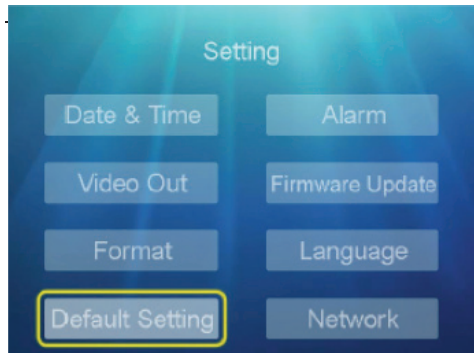 Setting
Date & Time
Alarm
Video Out
Firmware Update
Format
Language
Default Setting
Network